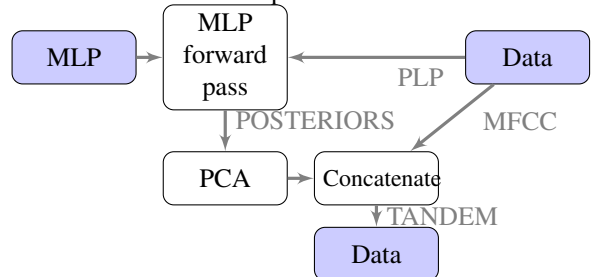 MLP
MLP
forward
pass
Data
PLP
POSTERIORS
MFCC
PCA
Concatenate
TANDEM
Data